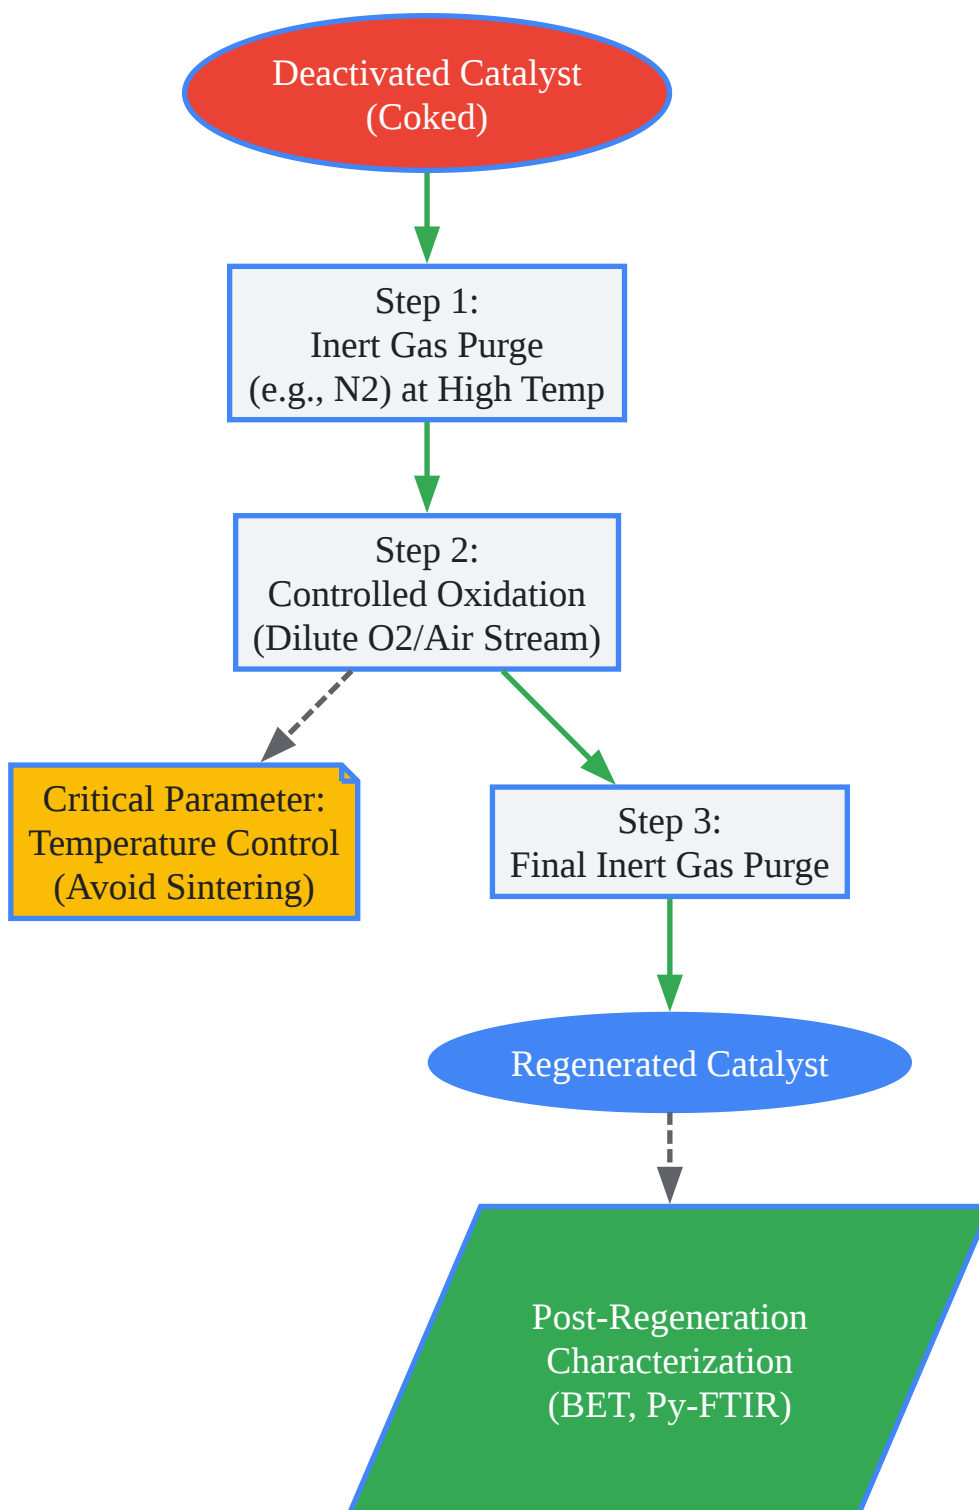 Deactivated Catalyst
(Coked)
Step 1:
Inert Gas Purge
(e.g., N2) at High Temp
Step 2:
Controlled Oxidation
(Dilute O2/Air Stream)
Critical Parameter:
Temperature Control
(Avoid Sintering)
Step 3:
Final Inert Gas Purge
Regenerated Catalyst
Post-Regeneration
Characterization
(BET, Py-FTIR)